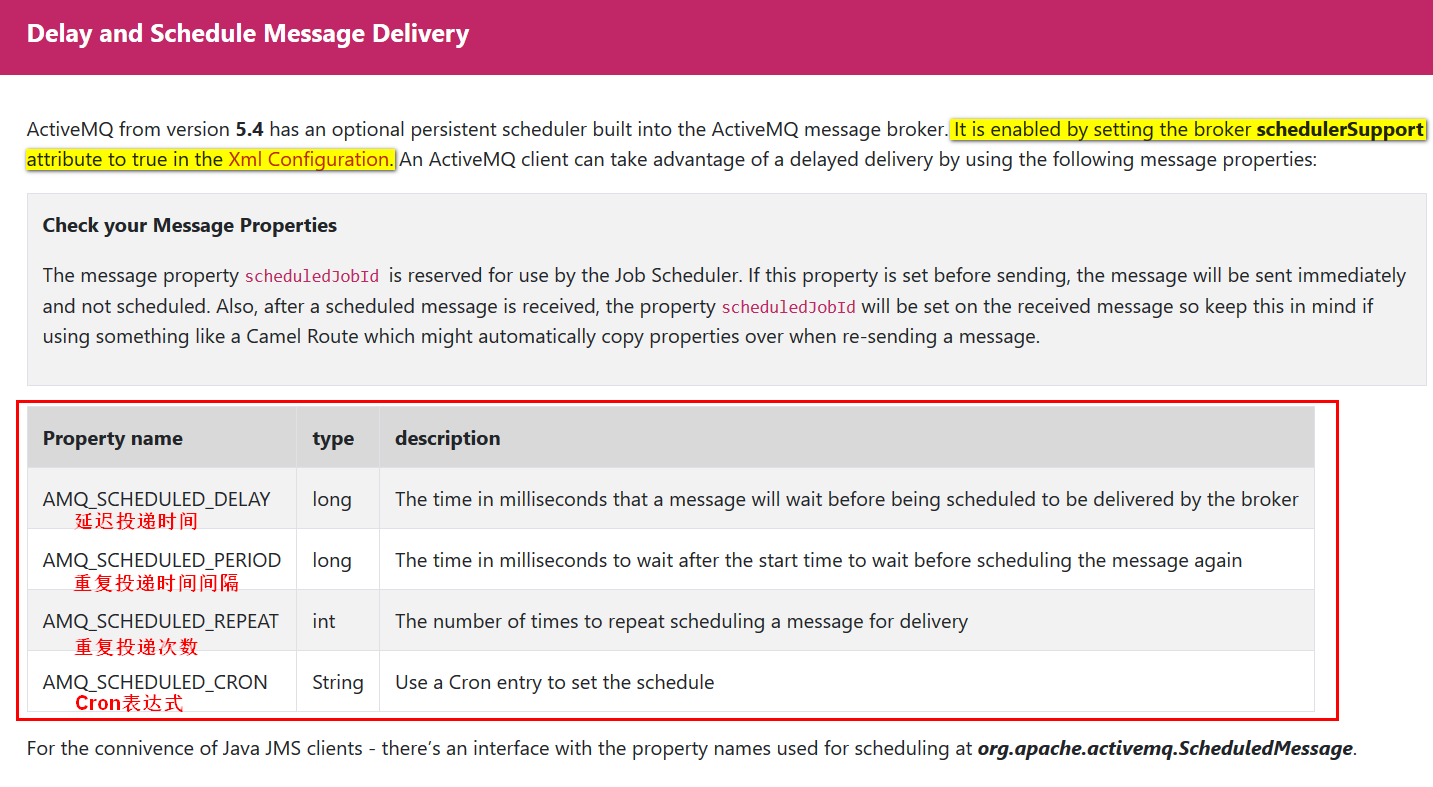 Delay and Schedule Message Delivery
ActiveMQ from version 5.4 has an optional persistent scheduler built into the ActiveMQ message broker. It is enabled by setting the broker schedulerSupport
attribute to true in the Xml Configuration. An ActiveMQ client can take advantage of a delayed delivery by using the following message properties:
Check your Message Properties
The message property scheduledJobId is reserved for use by the Job Scheduler. If this property is set before sending, the message will be sent immediately
and not scheduled. Also, after a scheduled message is received, the property scheduledJobId will be set on the received message so keep this in mind if
using something like a Camel Route which might automatically copy properties over when re-sending a message.
Property name type description
AMQ_SCHEDULED_DELAY long The time in milliseconds that a message will wait before being scheduled to be delivered by the broker
延迟投递时间
AMQ_SCHEDULED_PERIOD long The time in milliseconds to wait after the start time to wait before scheduling the message again
重复投递时间间隔
AMQ_SCHEDULED_REPEAT int The number of times to repeat scheduling a message for delivery
重复投递次数
AMQ_SCHEDULED_CRON String Use a Cron entry to set the schedule
Cron表达式
For the connivence of Java JMS clients - there’s an interface with the property names used for scheduling at org.apache.activemq.ScheduledMessage.